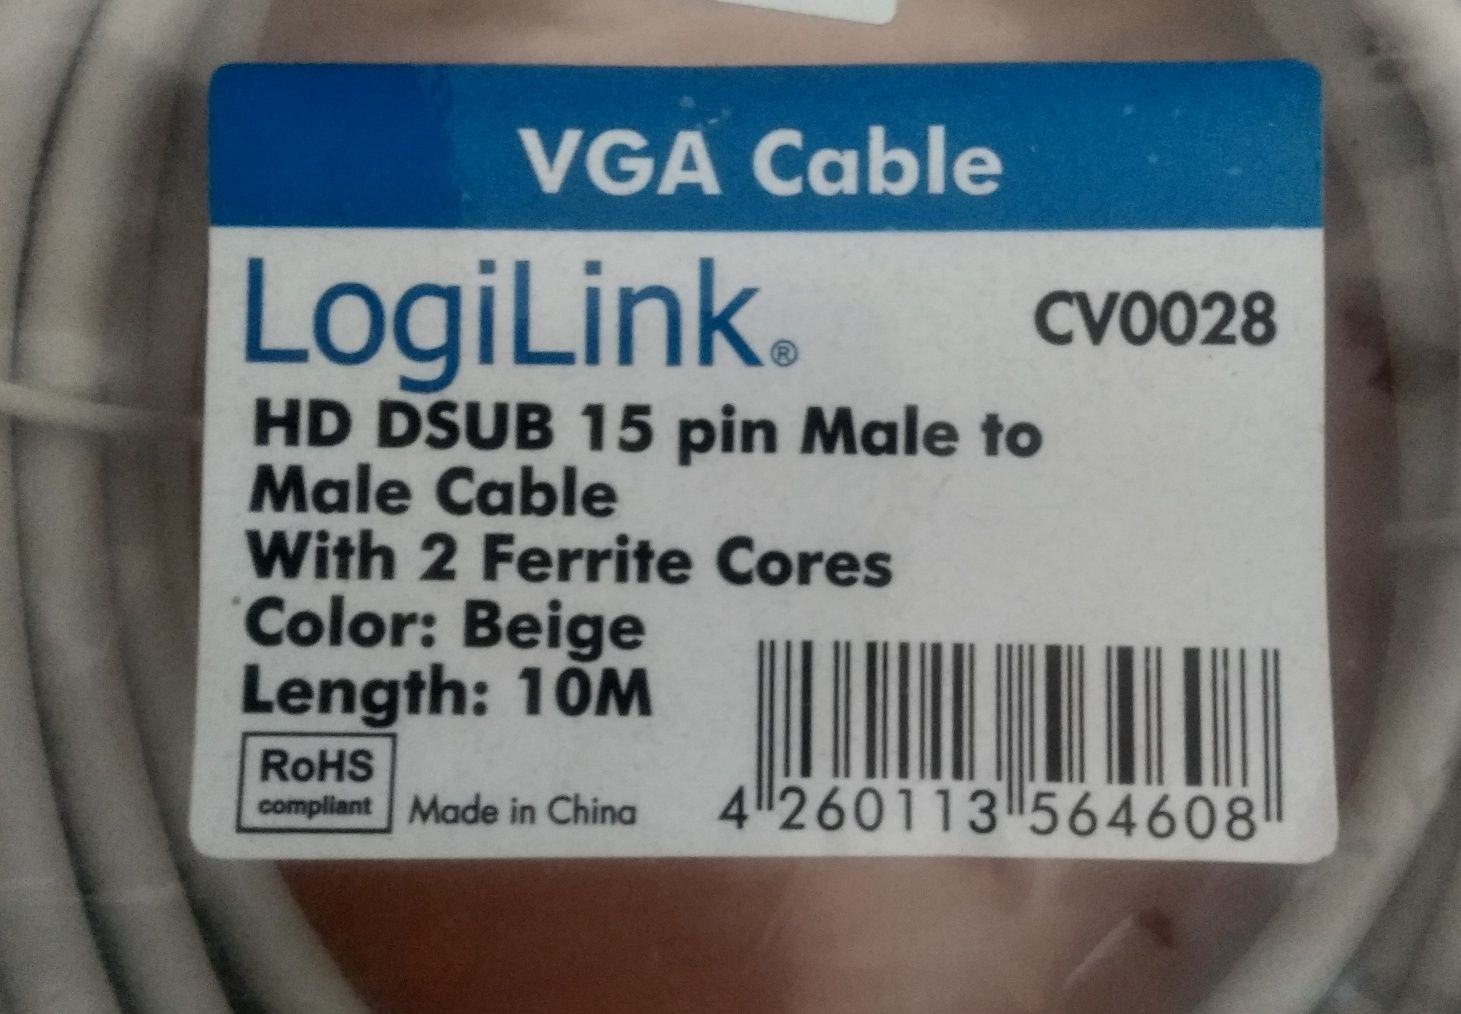 VGA Cable
LogiLink®
CV0028
HD DSUB 15 pin Male to
Male Cable
With 2 Ferrite Cores
Color: Beige
Length: 10M
RoHS
compliant
Made in China
4 260113 564608